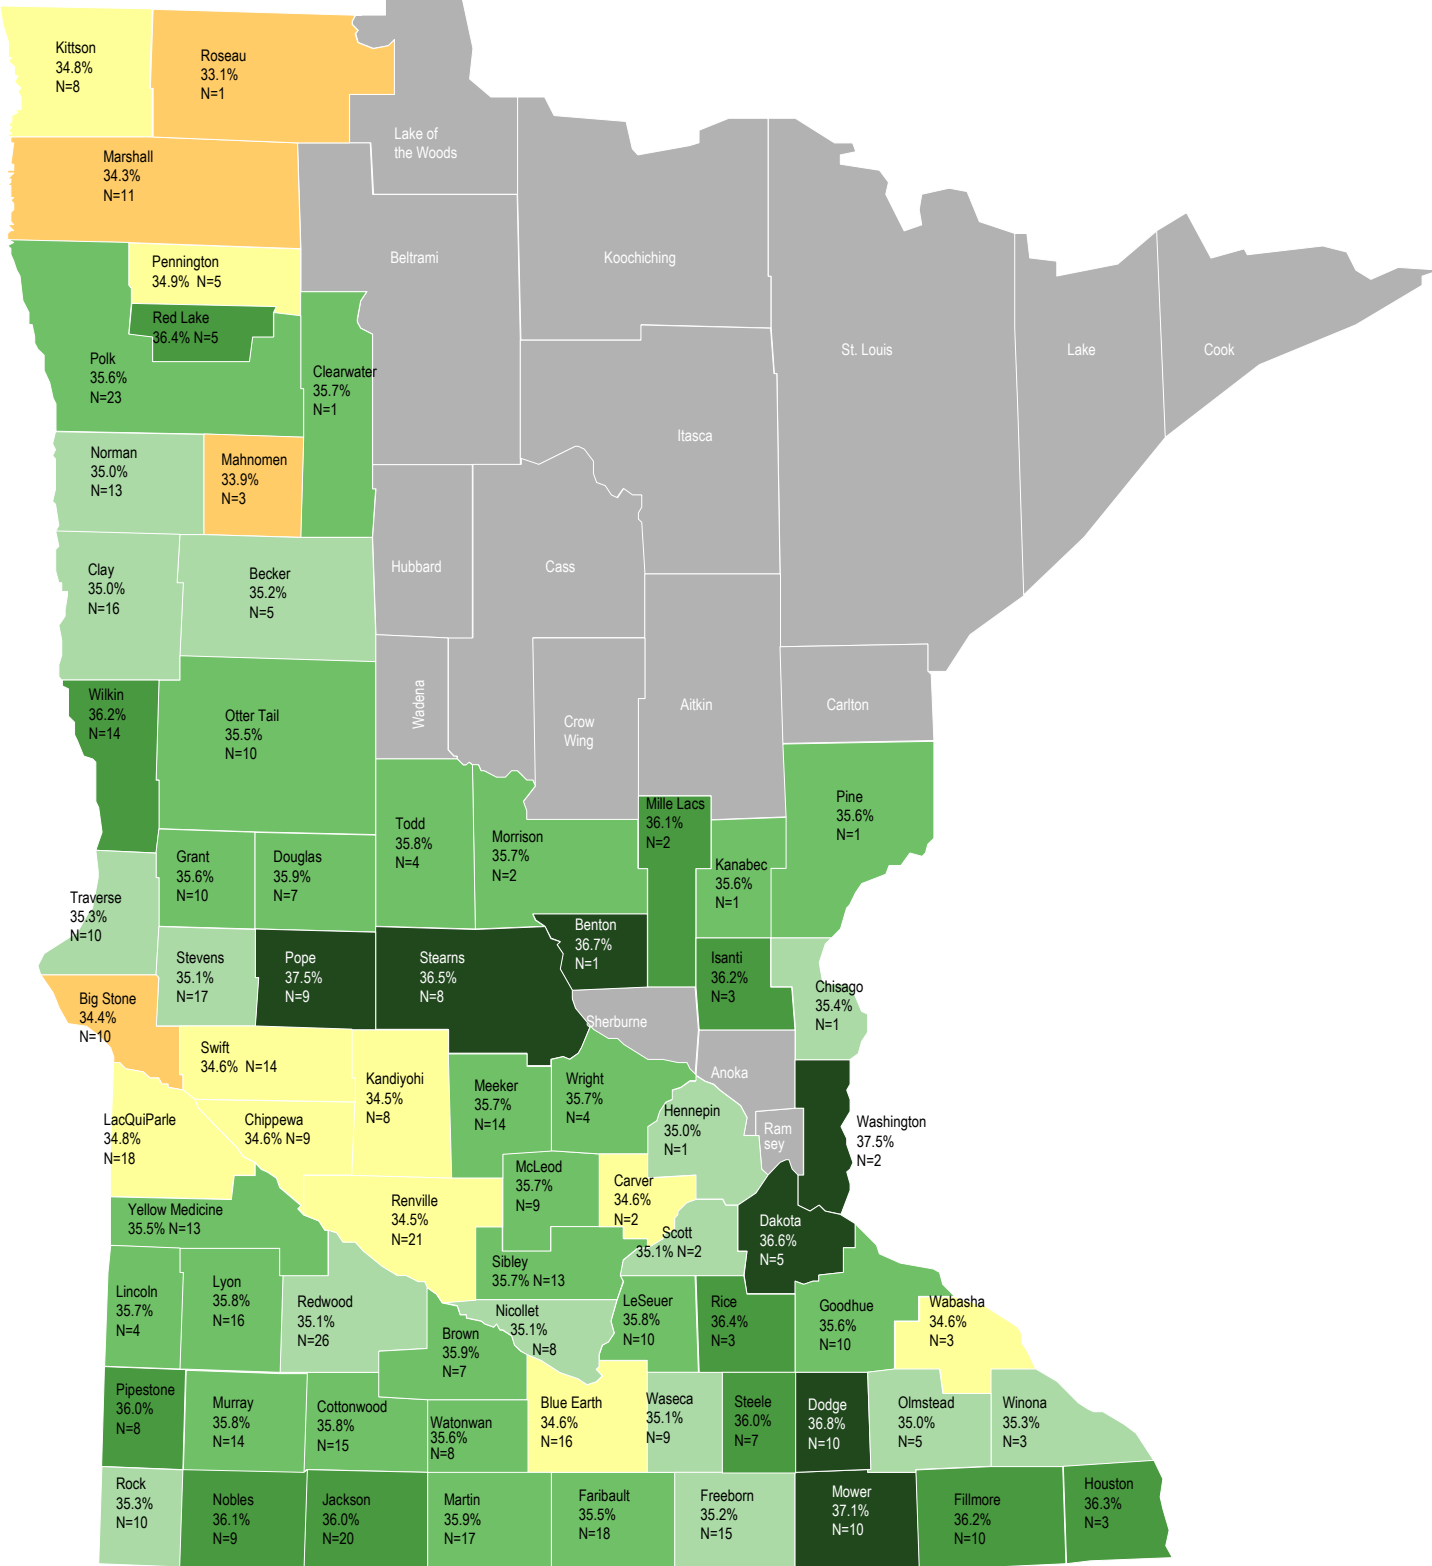 Kittson
34.8%
N=8
Roseau
33.1%
N=1
Lake of
the Woods
Marshall
34.3%
N=11
Beltrami
Koochiching
Pennington
34.9% N=5
Red Lake
36.4% N=5
Polk
35.6%
N=23
Clearwater
35.7%
N=1
St. Louis
Lake
Cook
Itasca
Norman
35.0%
N=13
Mahnomen
33.9%
N=3
Clay
35.0%
N=16
Becker
35.2%
N=5
Hubbard
Cass
Wilkin
36.2%
N=14
Otter Tail
35.5%
N=10
Wadena
Crow
Wing
Aitkin
Carlton
Pine
35.6%
N=1
Mille Lacs
36.1%
N=2
Todd
35.8%
N=4
Morrison
35.7%
N=2
Grant
35.6%
N=10
Douglas
35.9%
N=7
Kanabec
35.6%
N=1
Traverse
35.3%
N=10
Stevens
35.1%
N=17
Pope
37.5%
N=9
Stearns
36.5%
N=8
Benton
36.7%
N=1
Isanti
36.2%
N=3
Chisago
35.4%
N=1
Big Stone
34.4%
N=10
Sherburne
Swift
34.6% N=14
Kandiyohi
34.5%
N=8
Meeker
35.7%
N=14
Wright
35.7%
N=4
Anoka
LacQuiParle
34.8%
N=18
Chippewa
34.6% N=9
Hennepin
35.0%
N=1
Ram
sey
Washington
37.5%
N=2
McLeod
35.7%
N=9
Carver
34.6%
N=2
Renville
34.5%
N=21
Yellow Medicine
35.5% N=13
Scott
35.1% N=2
Dakota
36.6%
N=5
Sibley
35.7% N=13
Lincoln
35.7%
N=4
Lyon
35.8%
N=16
Redwood
35.1%
N=26
Nicollet
35.1%
N=8
LeSeuer
35.8%
N=10
Rice
36.4%
N=3
Goodhue
35.6%
N=10
Wabasha
34.6%
N=3
Brown
35.9%
N=7
Pipestone
36.0%
N=8
Murray
35.8%
N=14
Cottonwood
35.8%
N=15
Watonwan
35.6%
N=8
Blue Earth
34.6%
N=16
Waseca
35.1%
N=9
Steele
36.0%
N=7
Dodge
36.8%
N=10
Olmstead
35.0%
N=5
Winona
35.3%
N=3
Rock
35.3%
N=10
Nobles
36.1%
N=9
Jackson
36.0%
N=20
Martin
35.9%
N=17
Faribault
35.5%
N=18
Freeborn
35.2%
N=15
Mower
37.1%
N=10
Fillmore
36.2%
N=10
Houston
36.3%
N=3